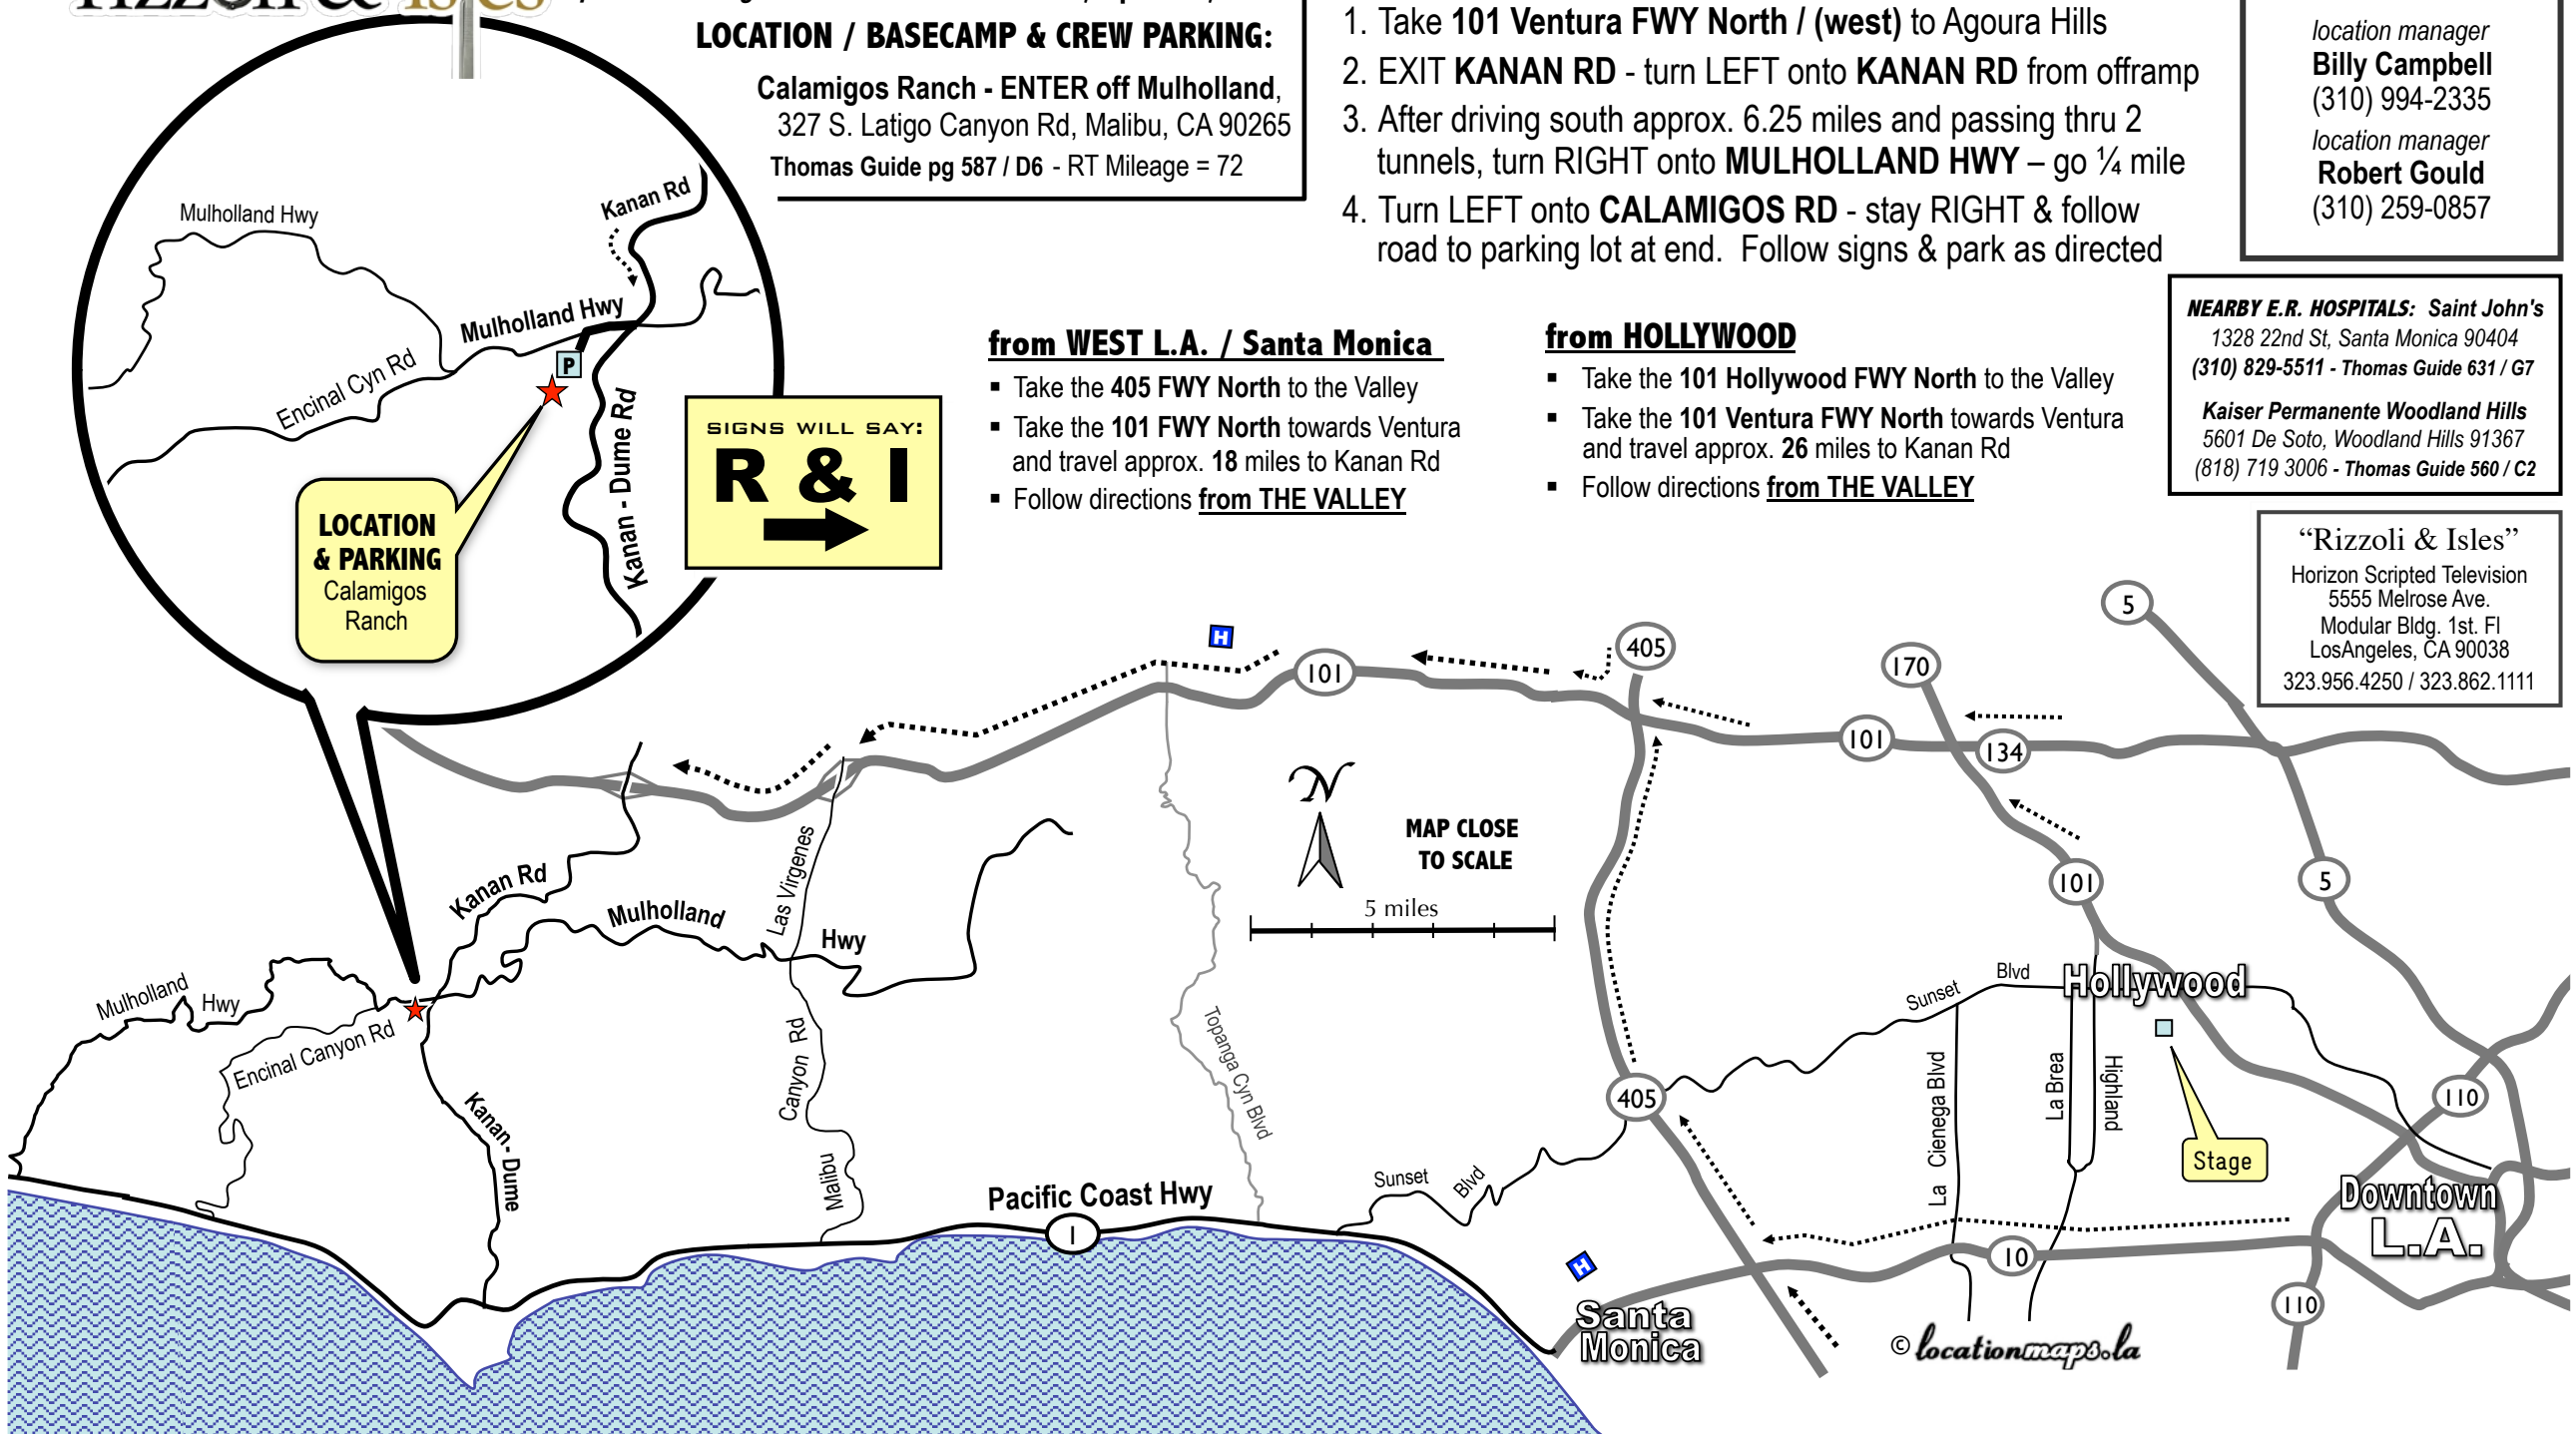 Rizzoli & Isles
LOCATION / BASECAMP & CREW PARKING:
Calamigos Ranch - ENTER off Mulholland,
327 S. Latigo Canyon Rd, Malibu, CA 90265
Thomas Guide pg 587 / D6 - RT Mileage = 72
1. Take 101 Ventura FWY North / (west) to Agoura Hills
2. EXIT KANAN RD - turn LEFT onto KANAN RD from offramp
3. After driving south approx. 6.25 miles and passing thru 2
tunnels, turn RIGHT onto MULHOLLAND HWY – go ¼ mile
4. Turn LEFT onto CALAMIGOS RD - stay RIGHT & follow
road to parking lot at end. Follow signs & park as directed
location manager
Billy Campbell
(310) 994-2335
location manager
Robert Gould
(310) 259-0857
NEARBY E.R. HOSPITALS: Saint John's
1328 22nd St, Santa Monica 90404
(310) 829-5511 - Thomas Guide 631 / G7
Kaiser Permanente Woodland Hills
5601 De Soto, Woodland Hills 91367
(818) 719 3006 - Thomas Guide 560 / C2
"Rizzoli & Isles"
Horizon Scripted Television
5555 Melrose Ave.
Modular Bldg. 1st. Fl
LosAngeles, CA 90038
323.956.4250 / 323.862.1111
from WEST L.A. / Santa Monica
▪ Take the 405 FWY North to the Valley
▪ Take the 101 FWY North towards Ventura
and travel approx. 18 miles to Kanan Rd
▪ Follow directions from THE VALLEY
from HOLLYWOOD
▪ Take the 101 Hollywood FWY North to the Valley
▪ Take the 101 Ventura FWY North towards Ventura
and travel approx. 26 miles to Kanan Rd
▪ Follow directions from THE VALLEY
Kanan Rd
Mulholland Hwy
Mulholland Hwy
P
Encinal Cyn Rd
Kanan - Dume Rd
LOCATION
& PARKING
Calamigos
Ranch
SIGNS WILL SAY:
R & I
H
101
405
170
5
101
134
N
MAP CLOSE
TO SCALE
5 miles
101
5
Kanan Rd
Mulholland
Hwy
Las Virgenes
Mulholland
Hwy
Encinal Canyon Rd
Kanan - Dume
Canyon Rd
Malibu
Topanga Cyn Blvd
Pacific Coast Hwy
1
Sunset
Blvd
405
Sunset
Blvd
Hollywood
La Cienega Blvd
La Brea
Highland
Stage
110
Downtown
L.A.
10
110
H
Santa
Monica
© locationmaps.la